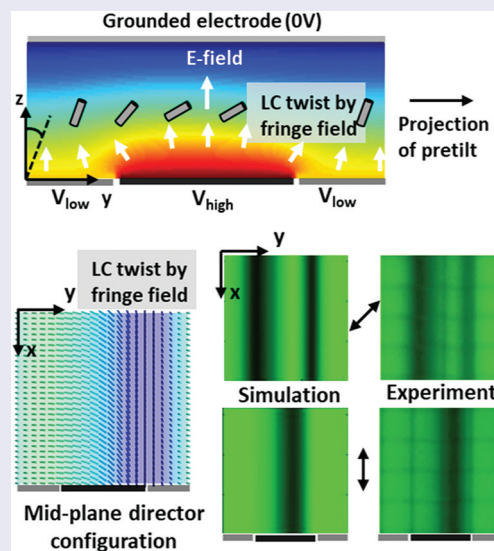 Grounded electrode (0V)
E-field
z
LC twist by
fringe field
Projection
of pretilt
V_low
y
V_high
V_low
LC twist by
fringe field
y
x
y
x
Simulation
Experiment
Mid-plane director
configuration